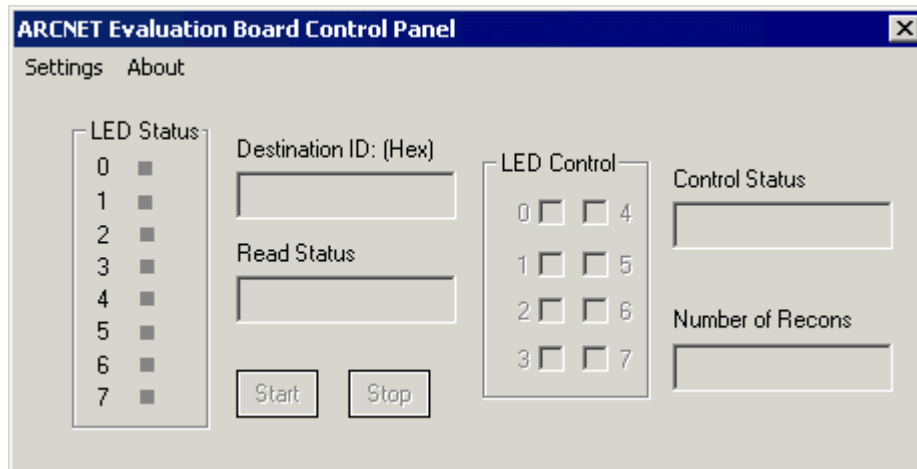 ARCNET Evaluation Board Control Panel
Settings About
LED Status
0
1
2
3
4
5
6
7
Destination ID: (Hex)
Read Status
Start Stop
LED Control
0 4
1 5
2 6
3 7
Control Status
Number of Recons